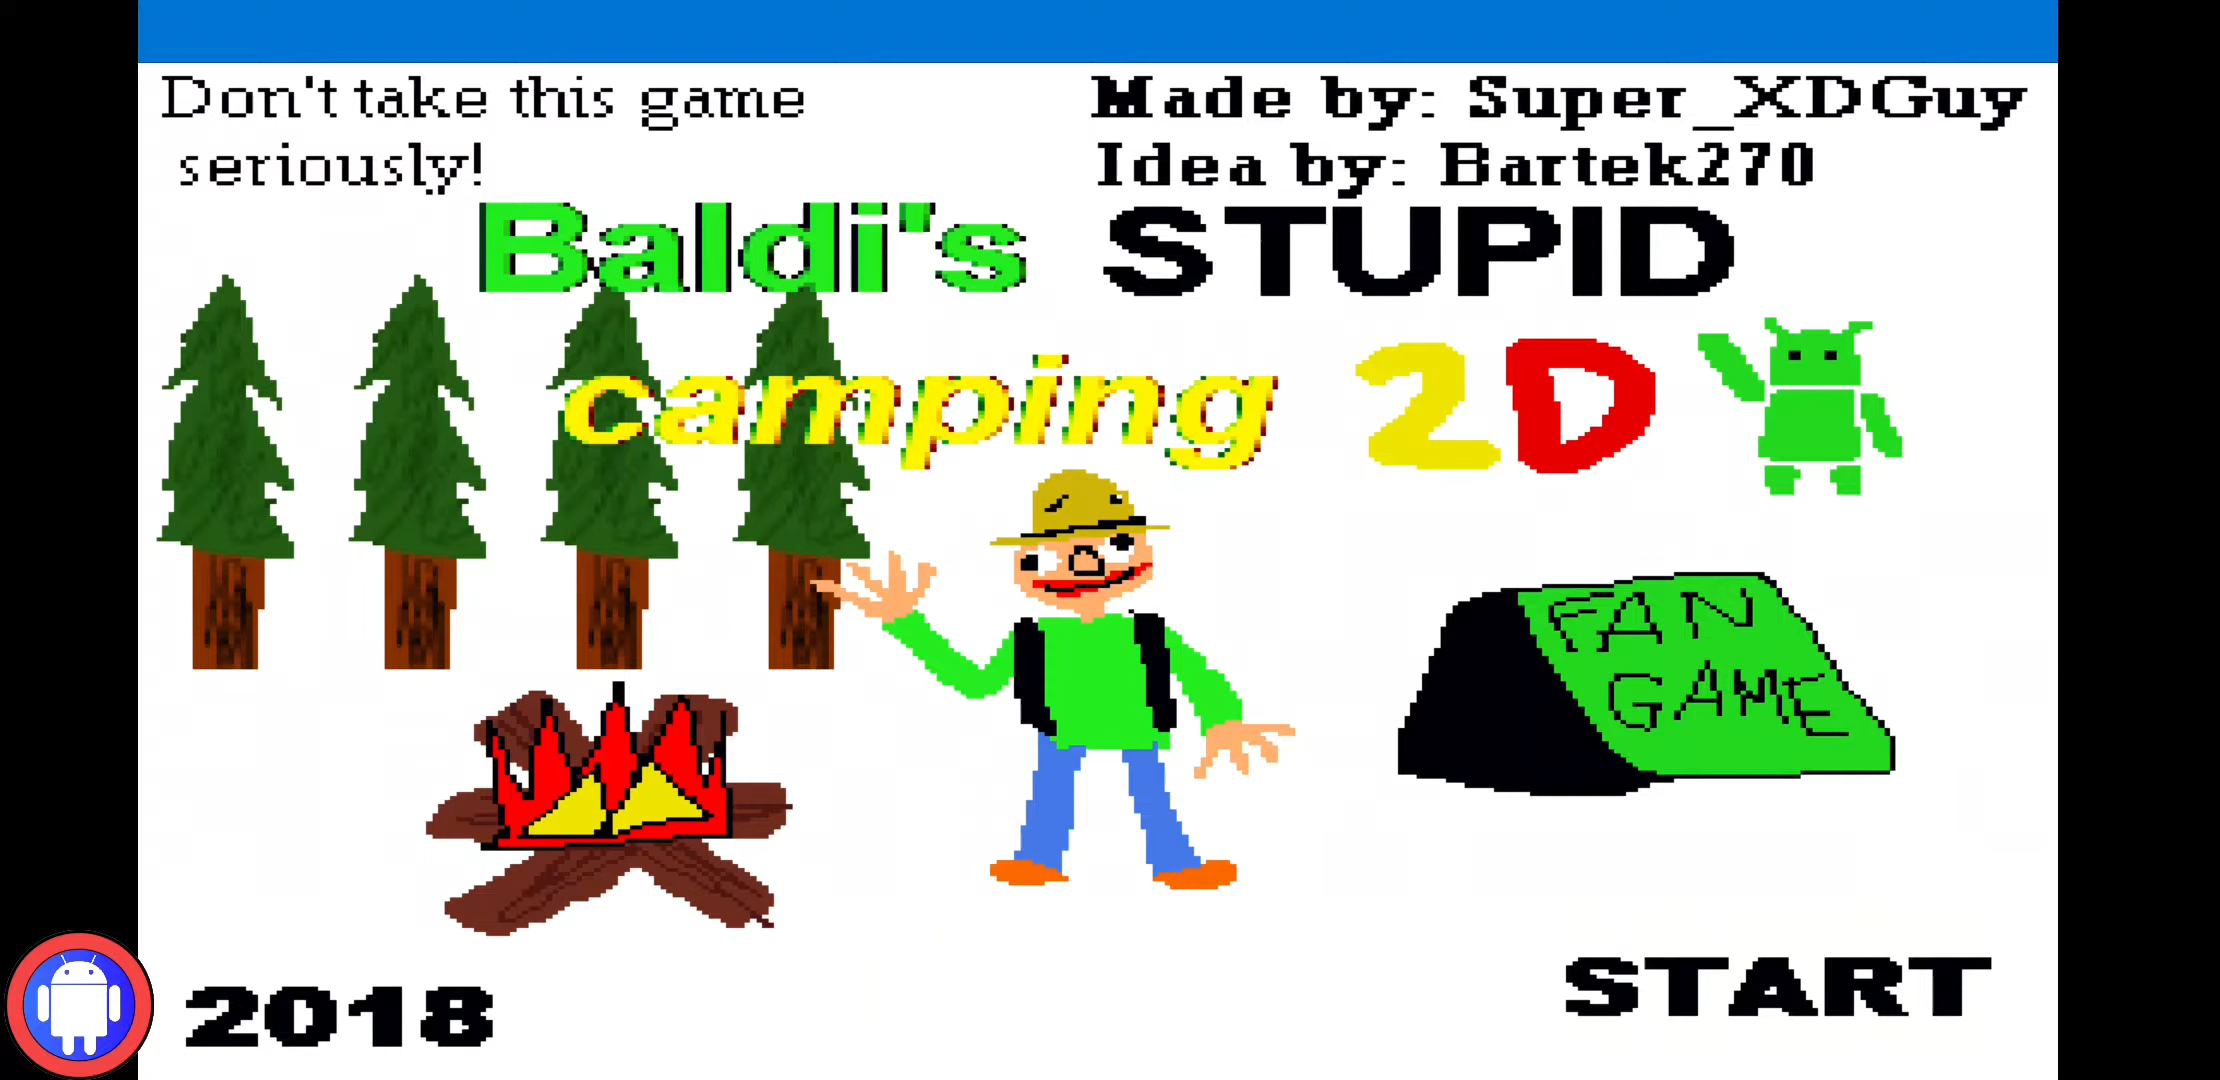 Don't take this game
seriously!
Made by: Super_XDGuy
Idea by: Bartek270
Baldi's STUPID
camping 2D
FAN
GAME
2018
START